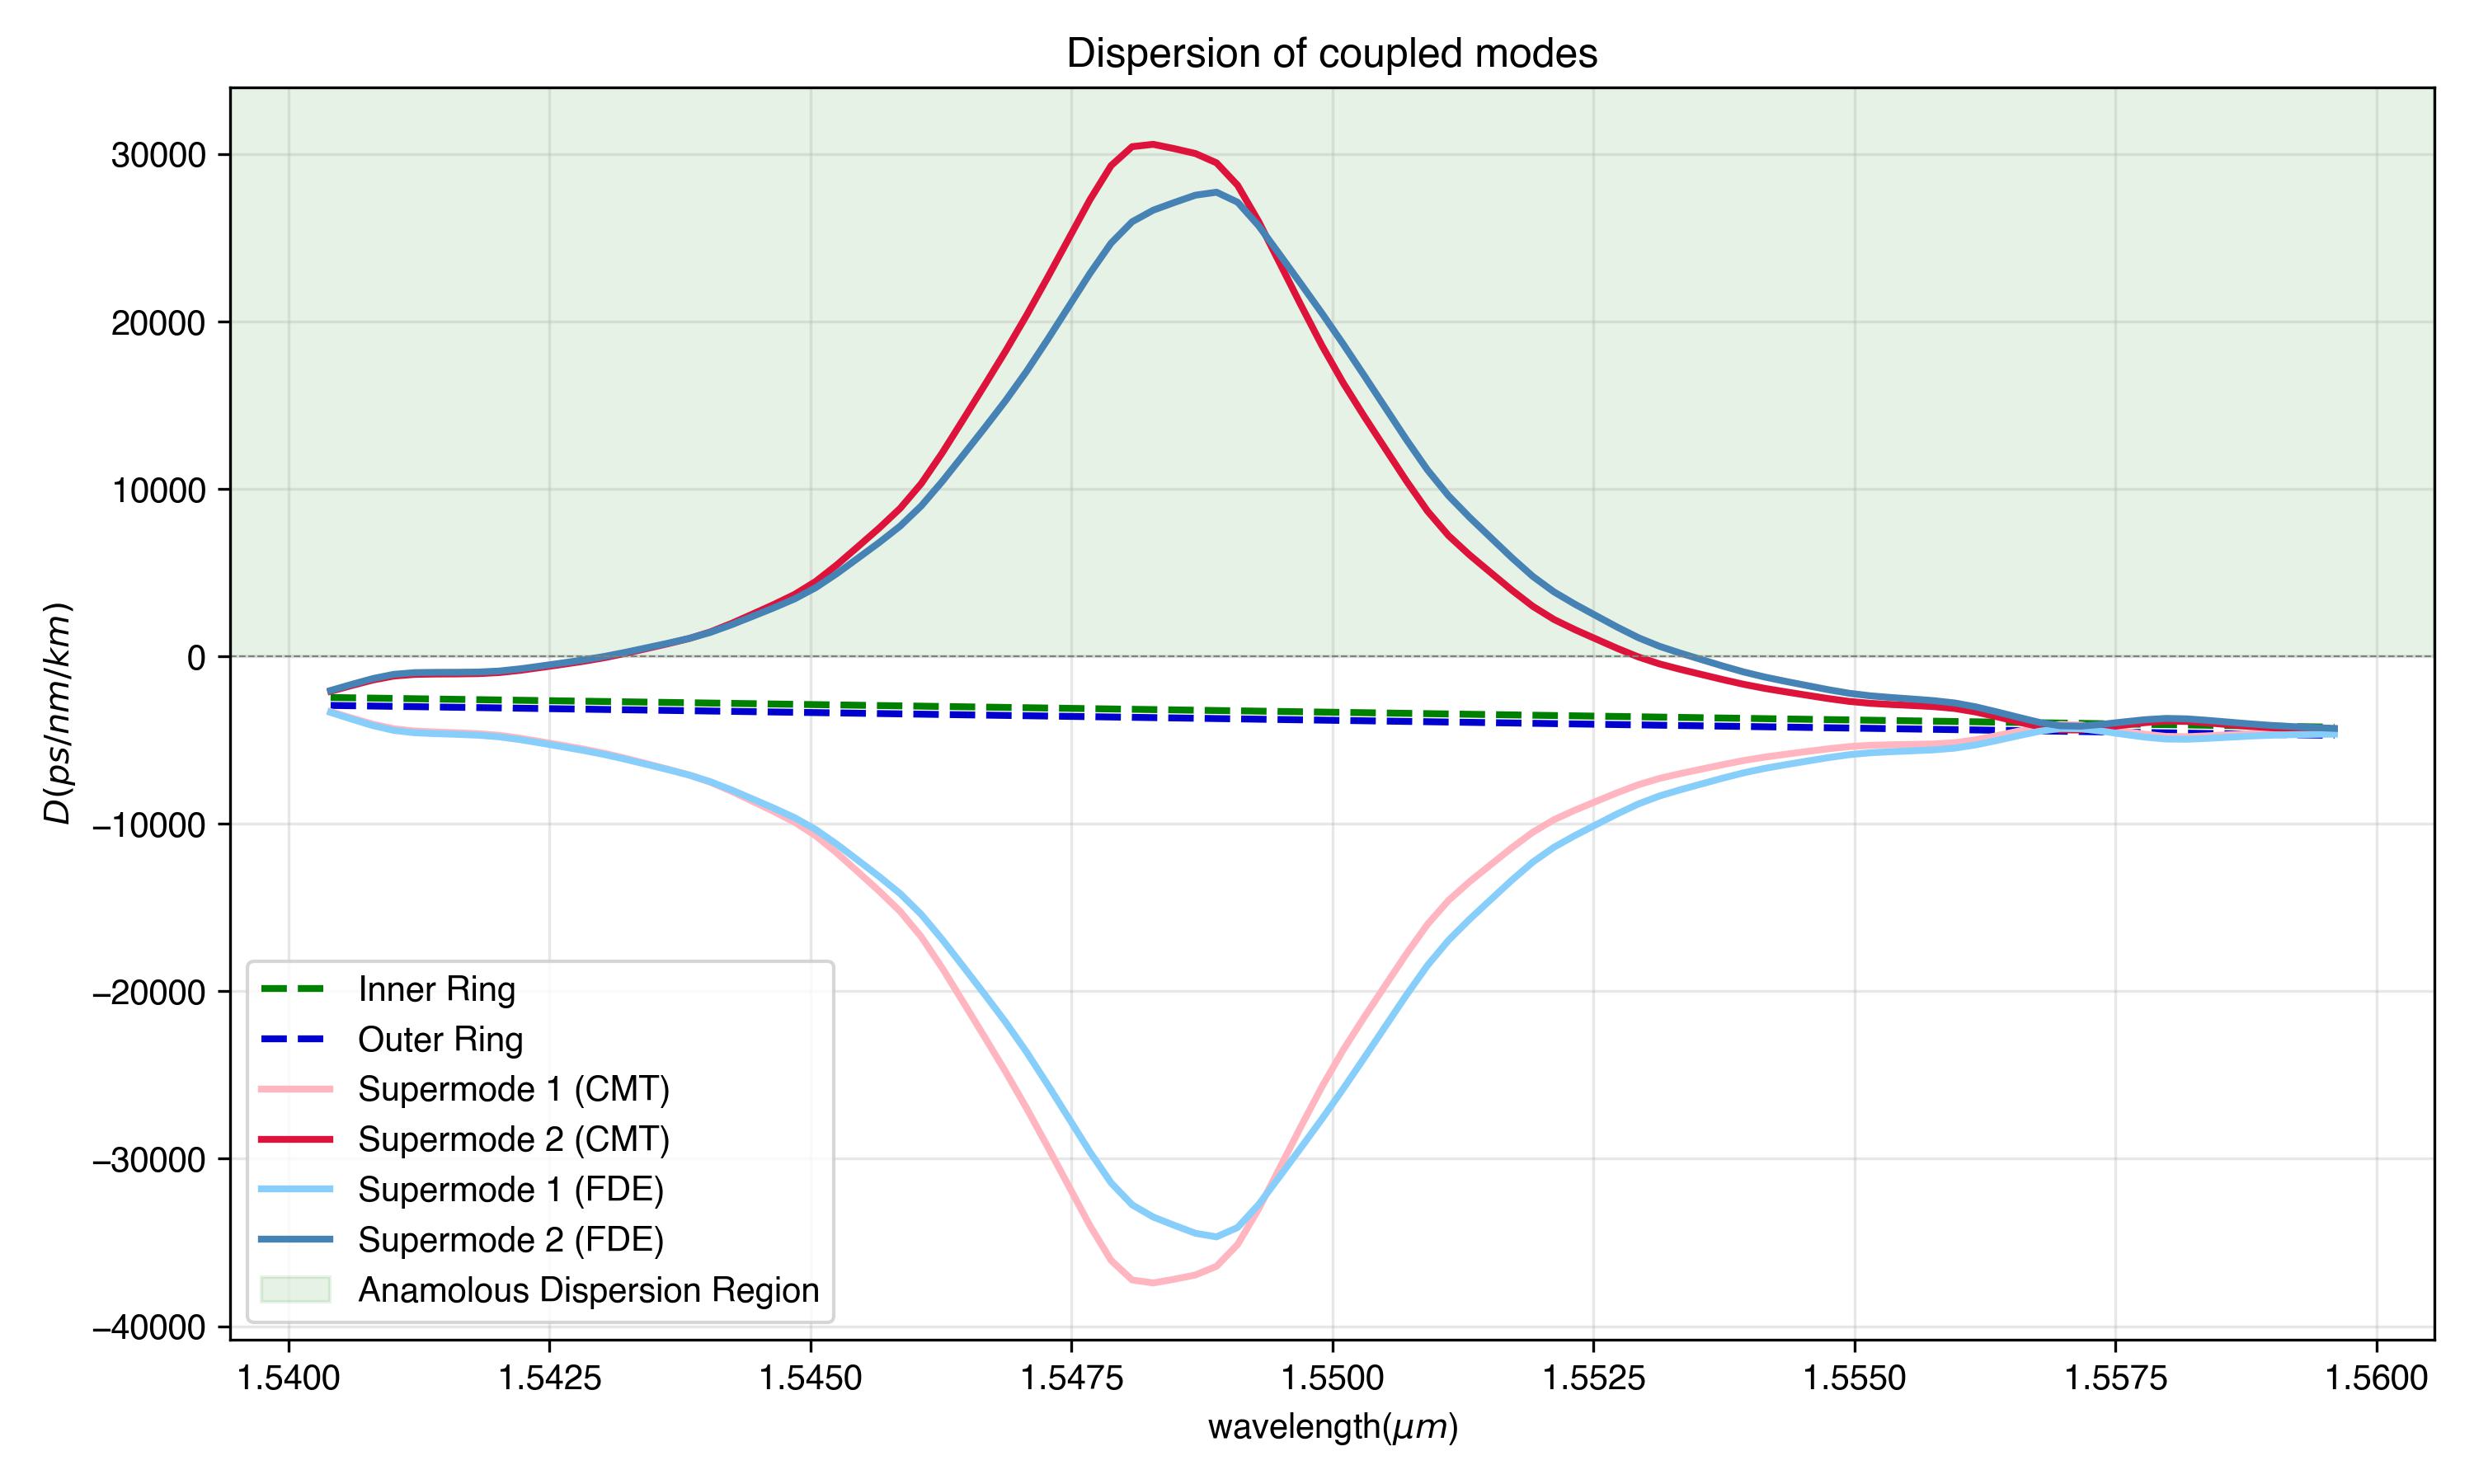 Dispersion of coupled modes
30000
20000
10000
0
−10000
−20000
−30000
−40000
D(ps/nm/km)
Inner Ring
Outer Ring
Supermode 1 (CMT)
Supermode 2 (CMT)
Supermode 1 (FDE)
Supermode 2 (FDE)
Anamolous Dispersion Region
1.5400 1.5425 1.5450 1.5475 1.5500 1.5525 1.5550 1.5575 1.5600
wavelength(μm)